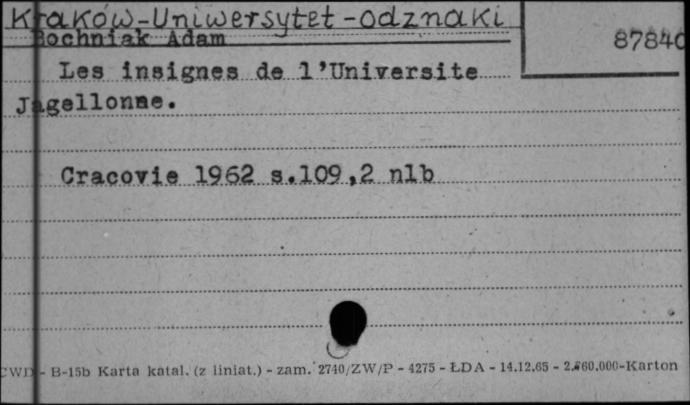 Kraków-Uniwersytet-odznaki
Bochniak Adam
87840
Les insignes de l'Universite
Jagellonne.
Cracovie 1962 s.109,2 nlb
CWD - B-15b Karta katal. (z liniat.) - zam. 2740/ZW/P - 4275 - ŁDA - 14.12.65 - 2.760.000-Karton